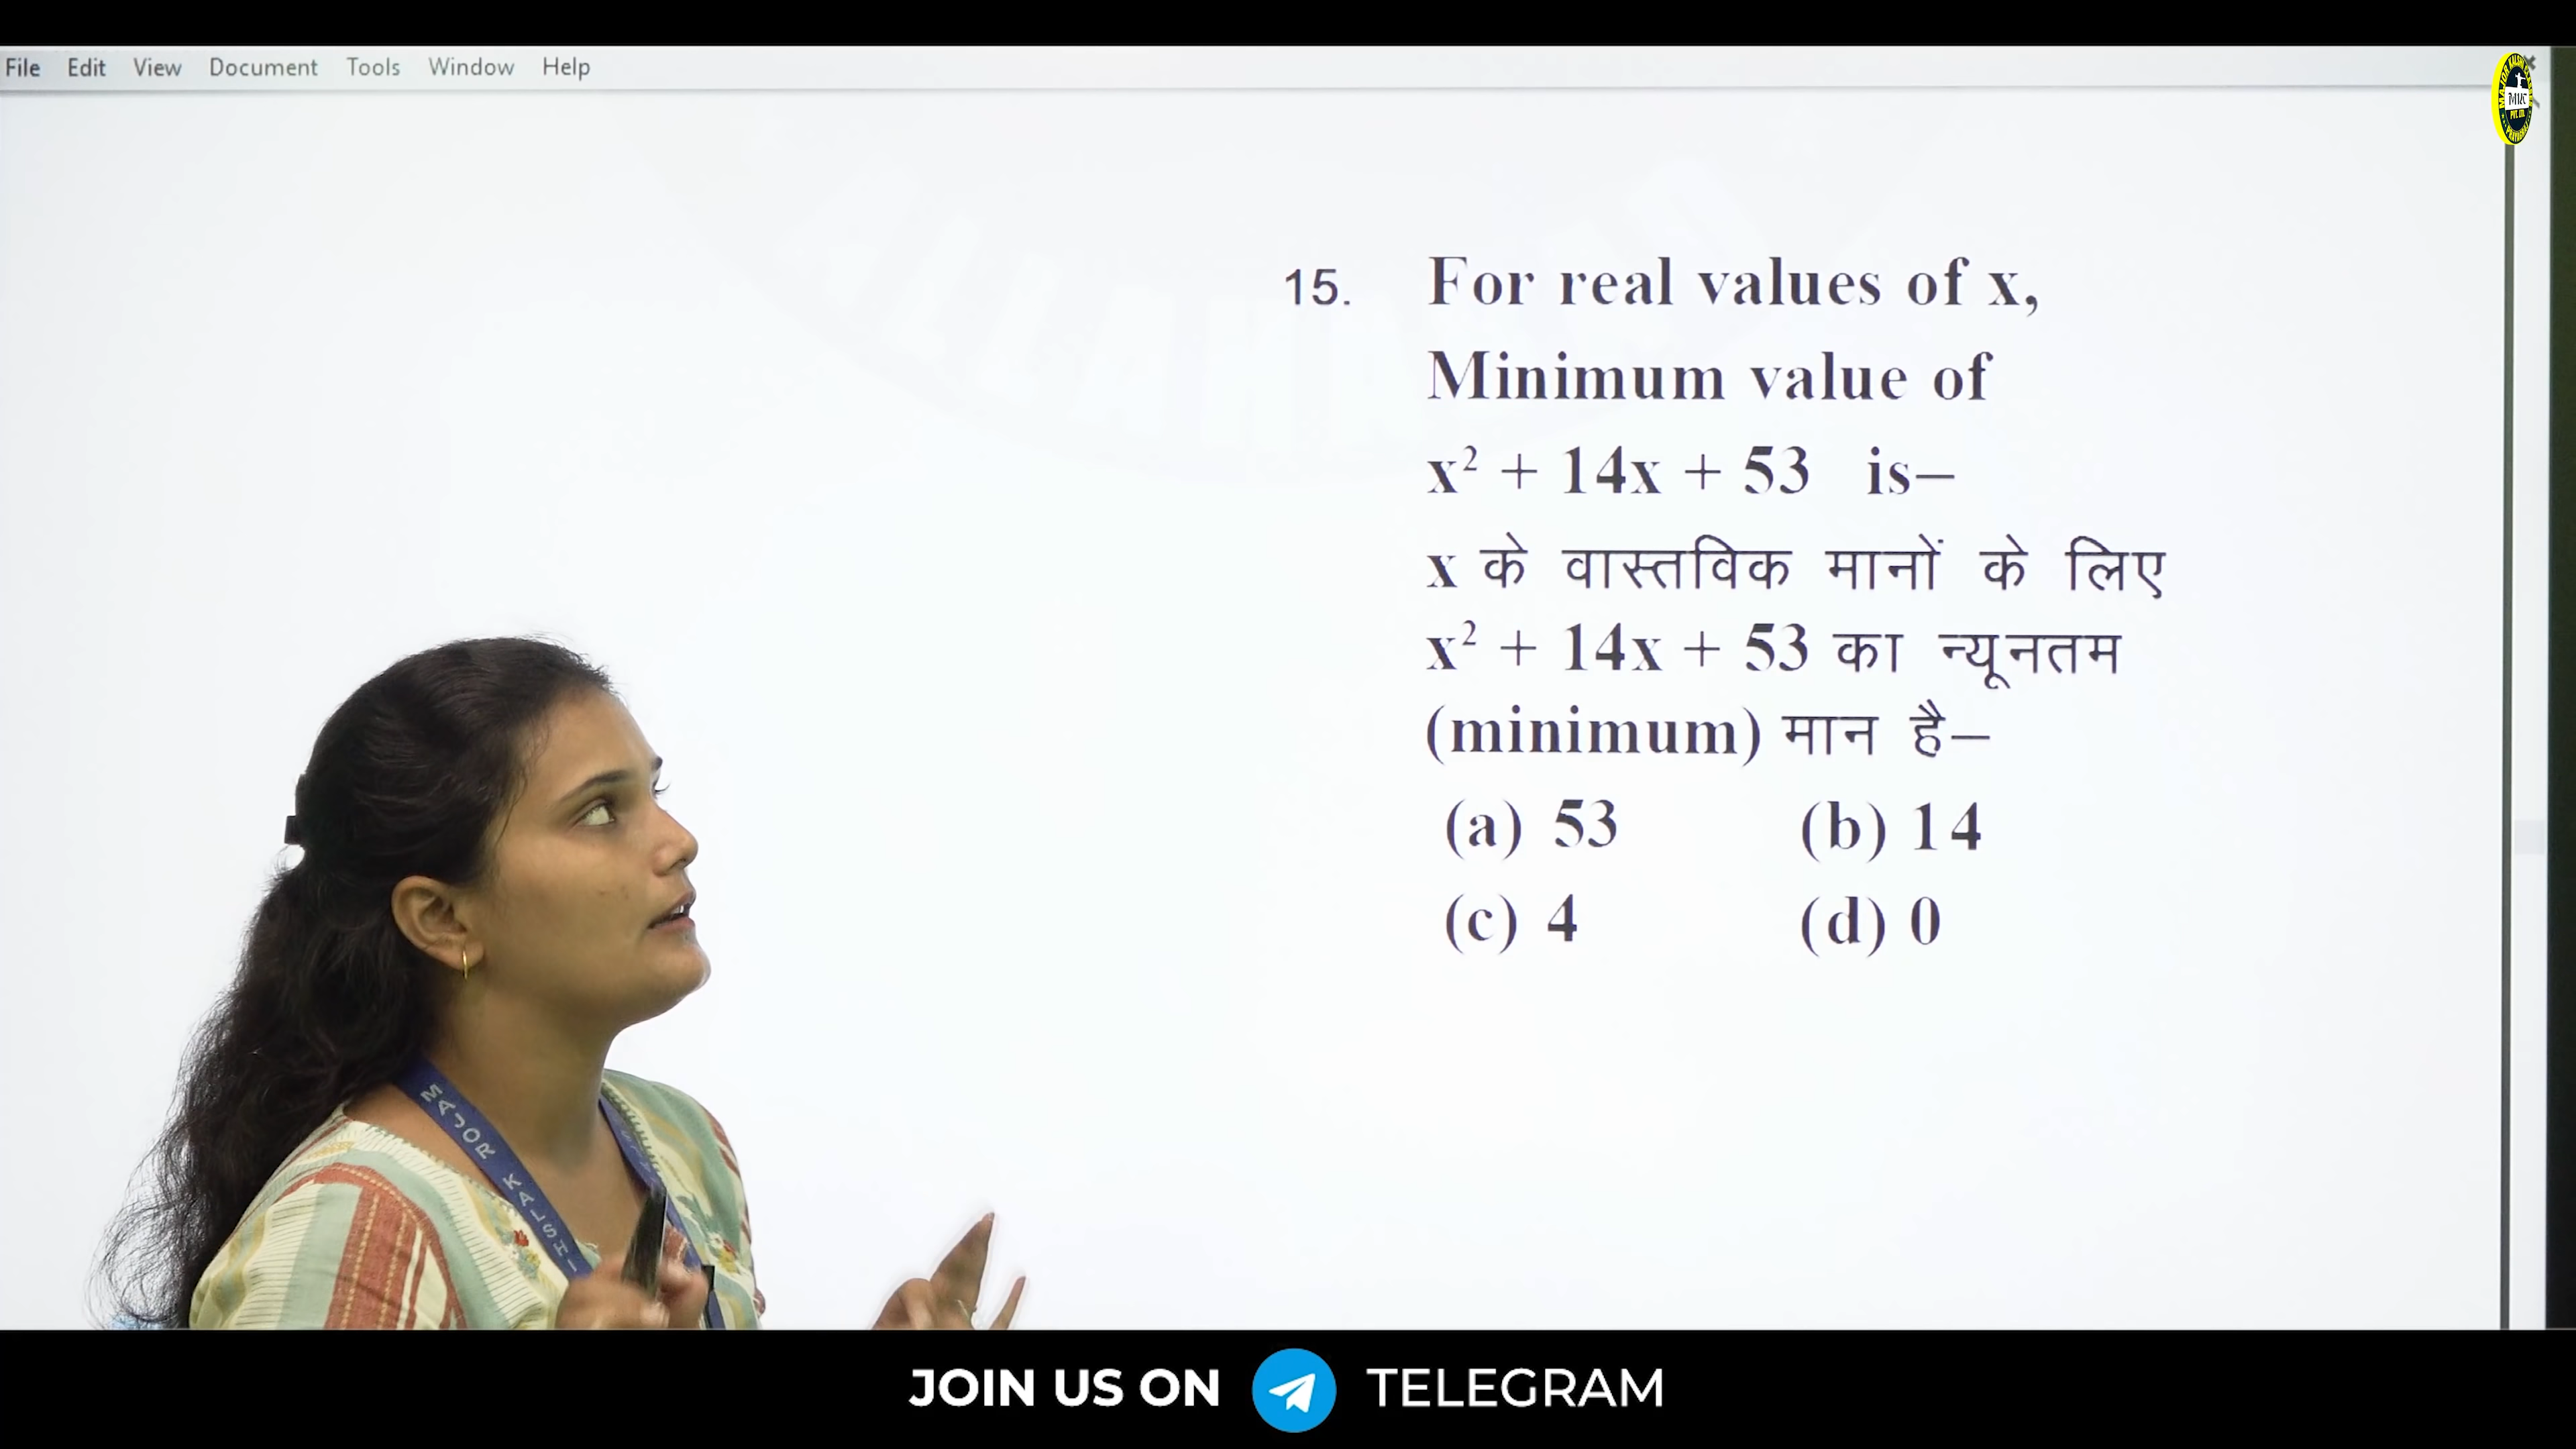 File Edit View Document Tools Window Help
15. For real values of x,
Minimum value of
x² + 14x + 53 is–
x के वास्तविक मानों के लिए
x² + 14x + 53 का न्यूनतम
(minimum) मान है–
(a) 53 (b) 14
(c) 4 (d) 0
MAJOR KALSHI
JOIN US ON TELEGRAM